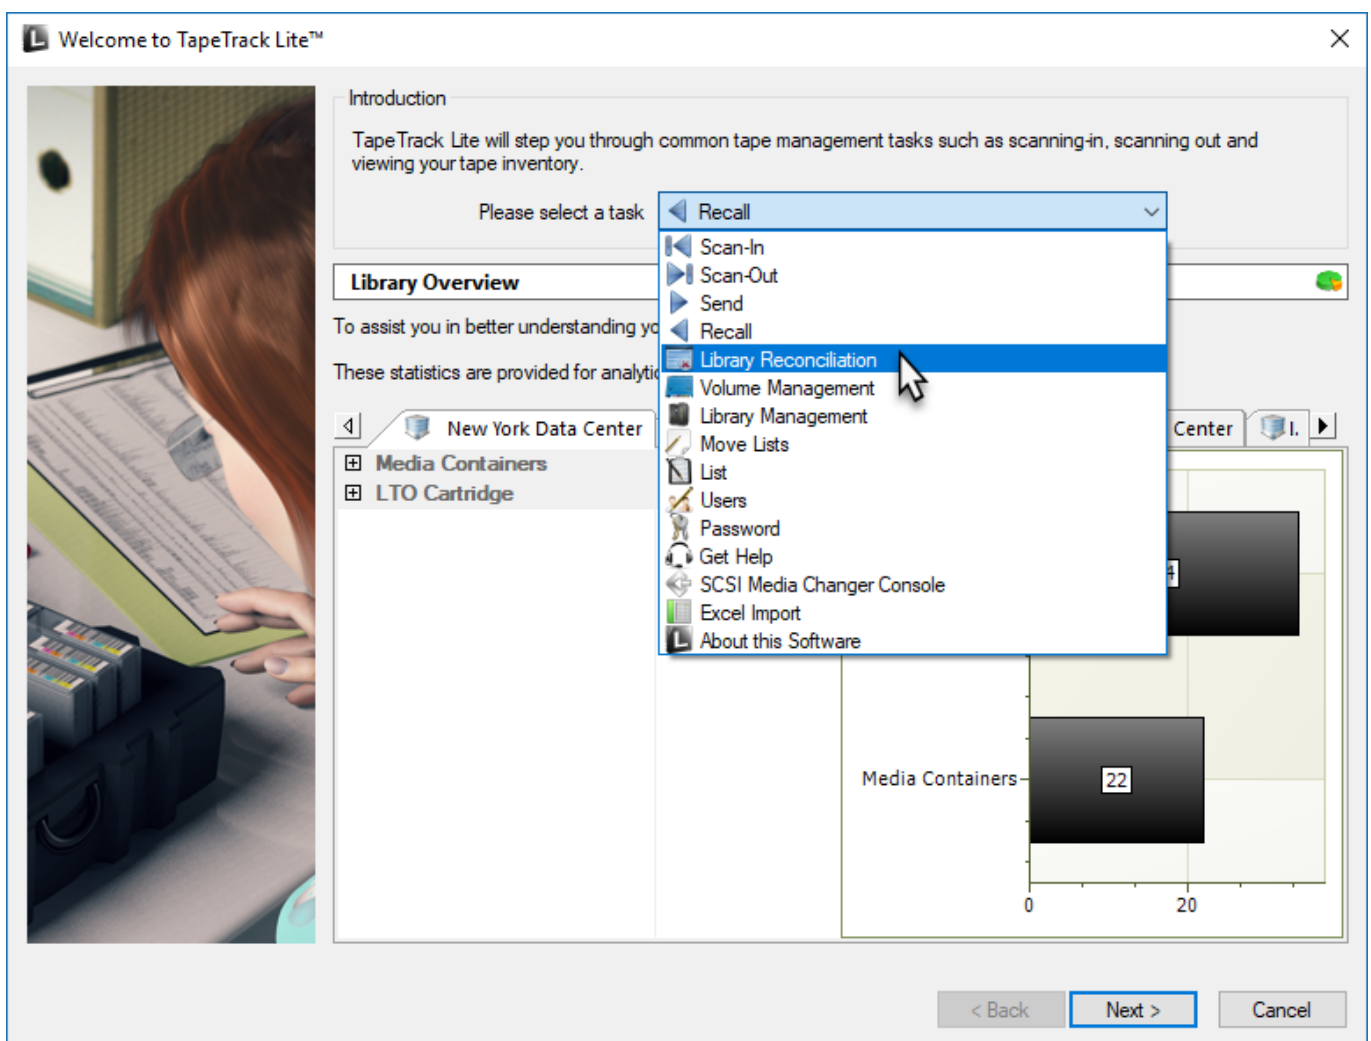 Welcome to TapeTrack Lite™
Introduction
TapeTrack Lite will step you through common tape management tasks such as scanning-in, scanning out and
viewing your tape inventory.
Please select a task
Recall
Scan-In
Scan-Out
Send
Recall
Library Reconciliation
Volume Management
Library Management
Move Lists
List
Users
Password
Get Help
SCSI Media Changer Console
Excel Import
About this Software
Library Overview
To assist you in better understanding yo
These statistics are provided for analytic
New York Data Center
Center
I.
Media Containers
LTO Cartridge
4
Media Containers
22
0
20
< Back
Next >
Cancel